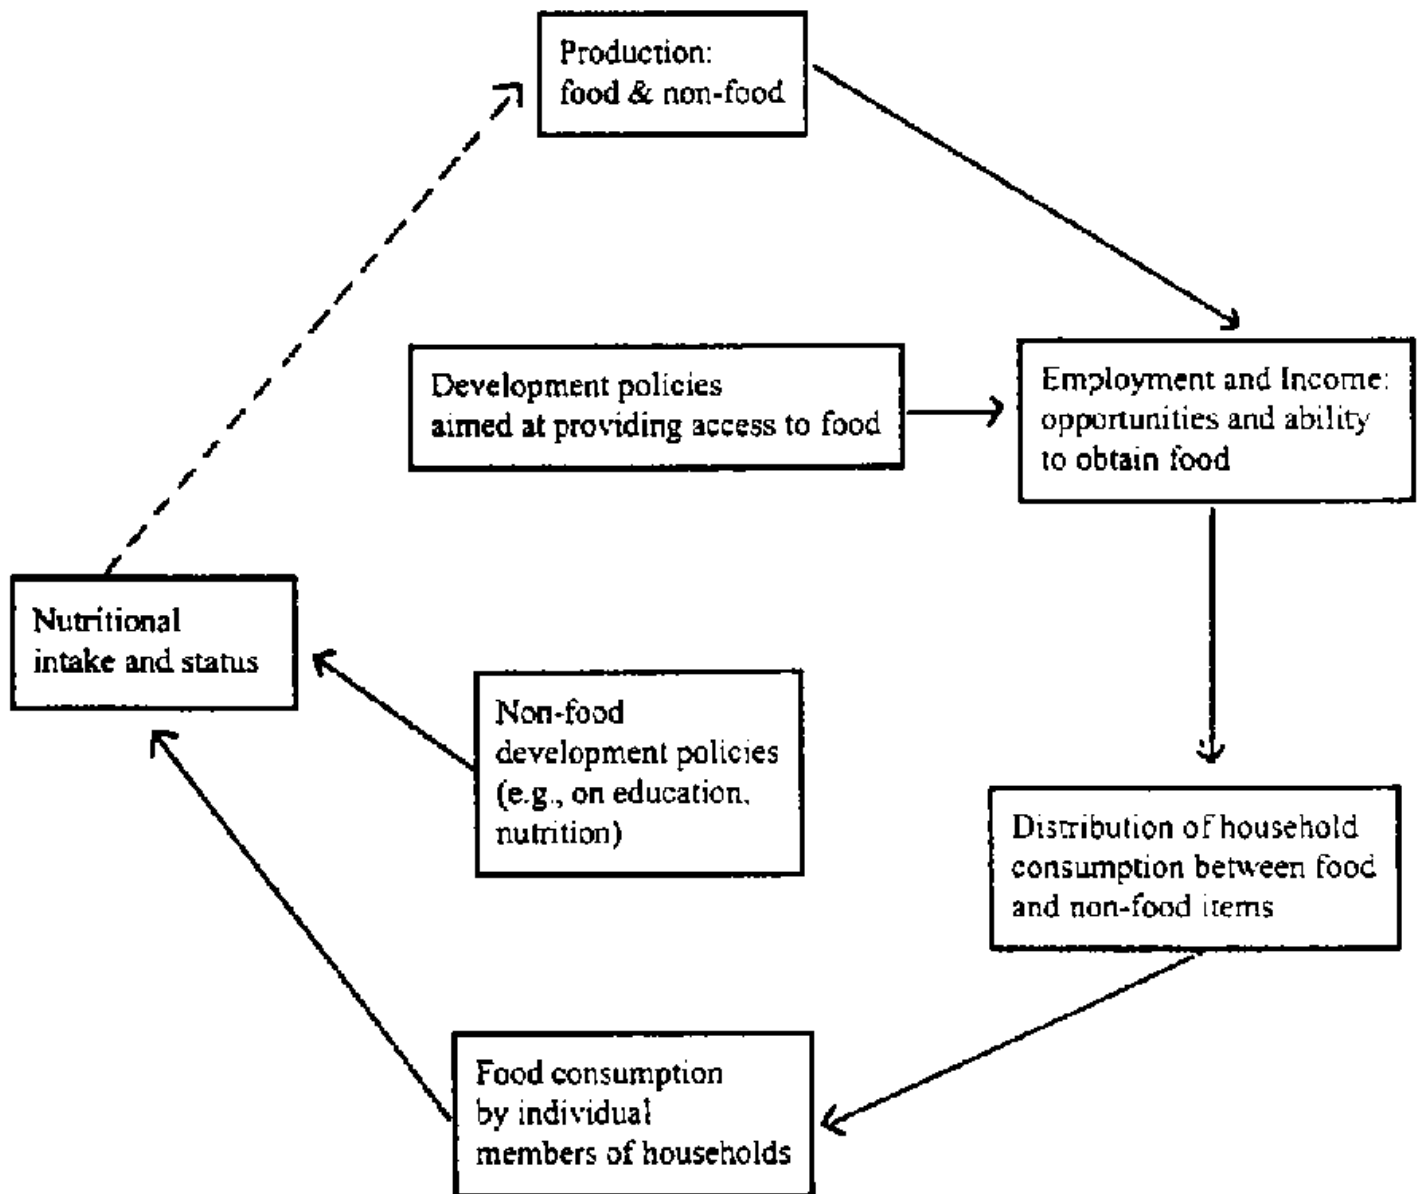 Production:
food & non-food
Development policies
aimed at providing access to food
Employment and Income:
opportunities and ability
to obtain food
Nutritional
intake and status
Non-food
development policies
(e.g., on education,
nutrition)
Distribution of household
consumption between food
and non-food items
Food consumption
by individual
members of households